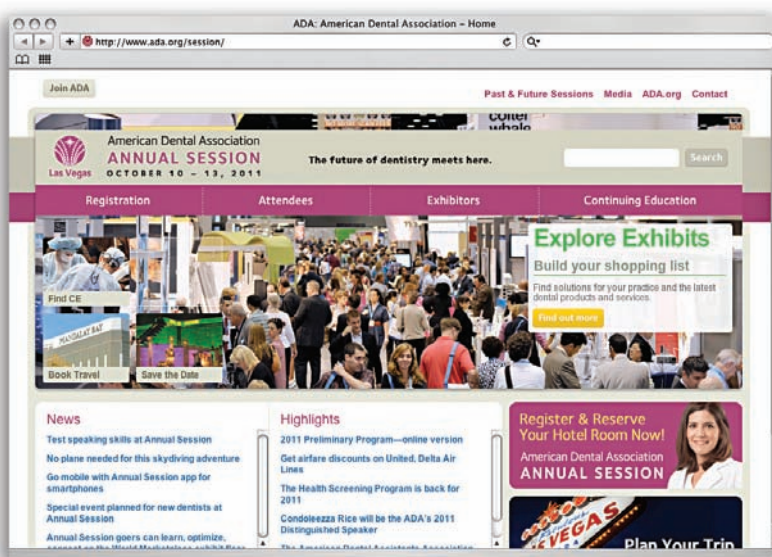 ADA: American Dental Association – Home
http://www.ada.org/session/
Join ADA
Past & Future Sessions Media ADA.org Contact
Las Vegas
American Dental Association
ANNUAL SESSION
OCTOBER 10 – 13, 2011
The future of dentistry meets here.
Search
Registration Attendees Exhibitors Continuing Education
Find CE
MANDALAY BAY
Book Travel
Save the Date
Explore Exhibits
Build your shopping list
Find solutions for your practice and the latest
dental products and services.
Find out more
News
Test speaking skills at Annual Session
No plane needed for this skydiving adventure
Go mobile with Annual Session app for
smartphones
Special event planned for new dentists at
Annual Session
Annual Session goers can learn, optimize,
Highlights
2011 Preliminary Program—online version
Get airfare discounts on United, Delta Air
Lines
The Health Screening Program is back for
2011
Condoleezza Rice will be the ADA's 2011
Distinguished Speaker
The American Dental Assistants Association
Register & Reserve
Your Hotel Room Now!
American Dental Association
ANNUAL SESSION
Fabulous
VEGAS
Plan Your Trip